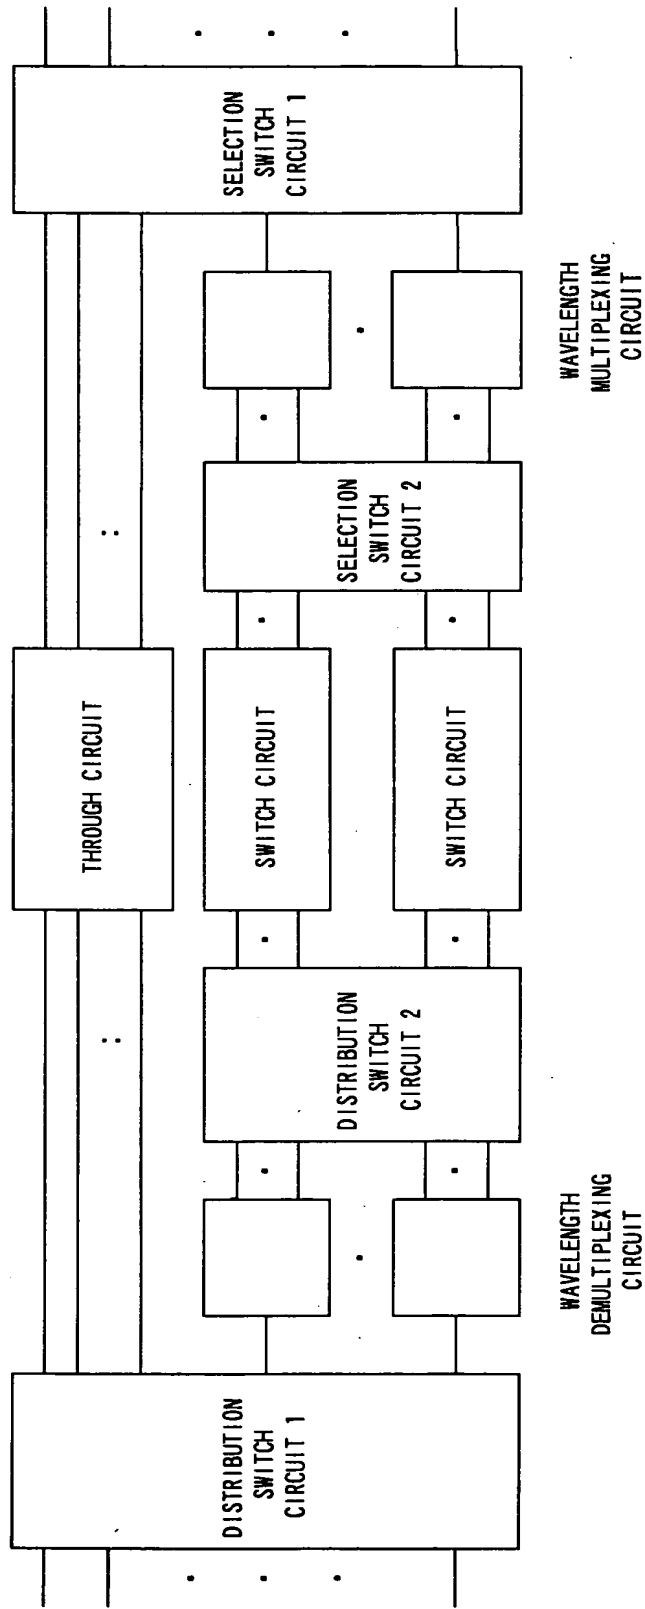 DISTRIBUTION
SWITCH
CIRCUIT 1
WAVELENGTH
DEMULTIPLEXING
CIRCUIT
DISTRIBUTION
SWITCH
CIRCUIT 2
THROUGH CIRCUIT
SWITCH CIRCUIT
SWITCH CIRCUIT
SELECTION
SWITCH
CIRCUIT 2
WAVELENGTH
MULTIPLEXING
CIRCUIT
SELECTION
SWITCH
CIRCUIT 1